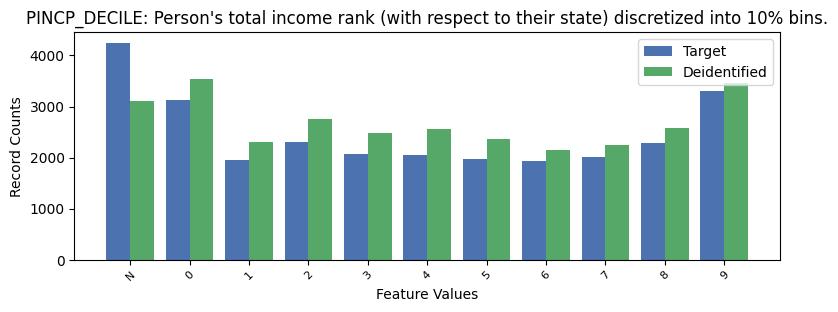 PINCP_DECILE: Person's total income rank (with respect to their state) discretized into 10% bins.
Target
Deidentified
Record Counts
4000
3000
2000
1000
0
N 0 1 2 3 4 5 6 7 8 9
Feature Values